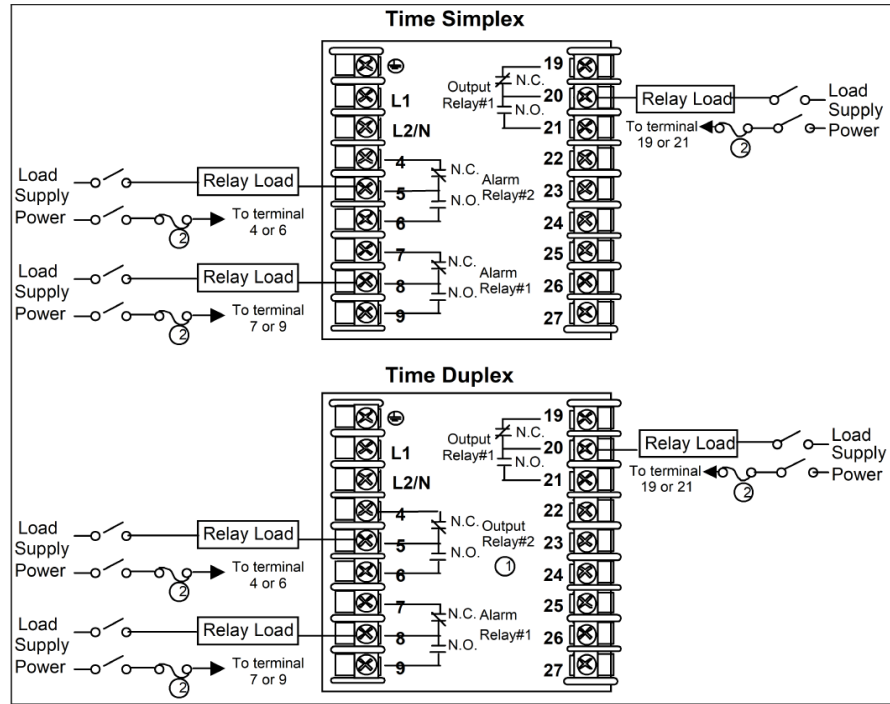 Time Simplex
L1
L2/N
4
5
6
7
8
9
N.C.
Alarm
Relay#2
N.O.
N.C.
Alarm
Relay#1
N.O.
Output
Relay#1
N.C.
N.O.
19
20
21
22
23
24
25
26
27
Load
Supply
Power
Relay Load
2
To terminal
4 or 6
Load
Supply
Power
Relay Load
2
To terminal
7 or 9
Relay Load
Load
Supply
Power
To terminal
19 or 21
2
Time Duplex
L1
L2/N
4
5
6
7
8
9
N.C.
Output
Relay#2
N.O.
1
N.C.
Alarm
Relay#1
N.O.
Output
Relay#1
N.C.
N.O.
19
20
21
22
23
24
25
26
27
Load
Supply
Power
Relay Load
2
To terminal
4 or 6
Load
Supply
Power
Relay Load
2
To terminal
7 or 9
Relay Load
Load
Supply
Power
To terminal
19 or 21
2